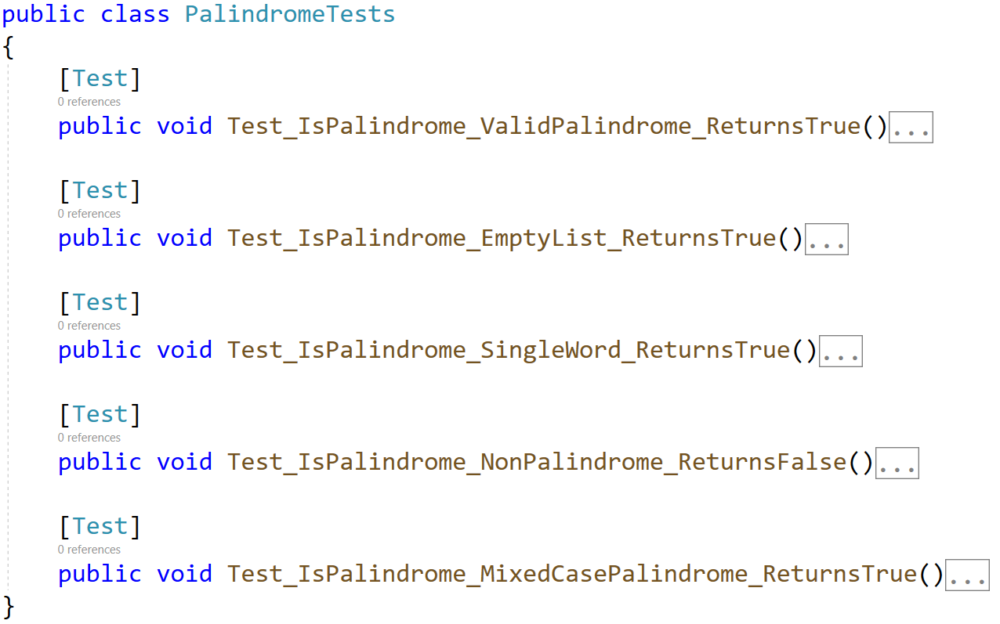 public class PalindromeTests
{
[Test]
0 references
public void Test_IsPalindrome_ValidPalindrome_ReturnsTrue()...
[Test]
0 references
public void Test_IsPalindrome_EmptyList_ReturnsTrue()...
[Test]
0 references
public void Test_IsPalindrome_SingleWord_ReturnsTrue()...
[Test]
0 references
public void Test_IsPalindrome_NonPalindrome_ReturnsFalse()...
[Test]
0 references
public void Test_IsPalindrome_MixedCasePalindrome_ReturnsTrue()...
}